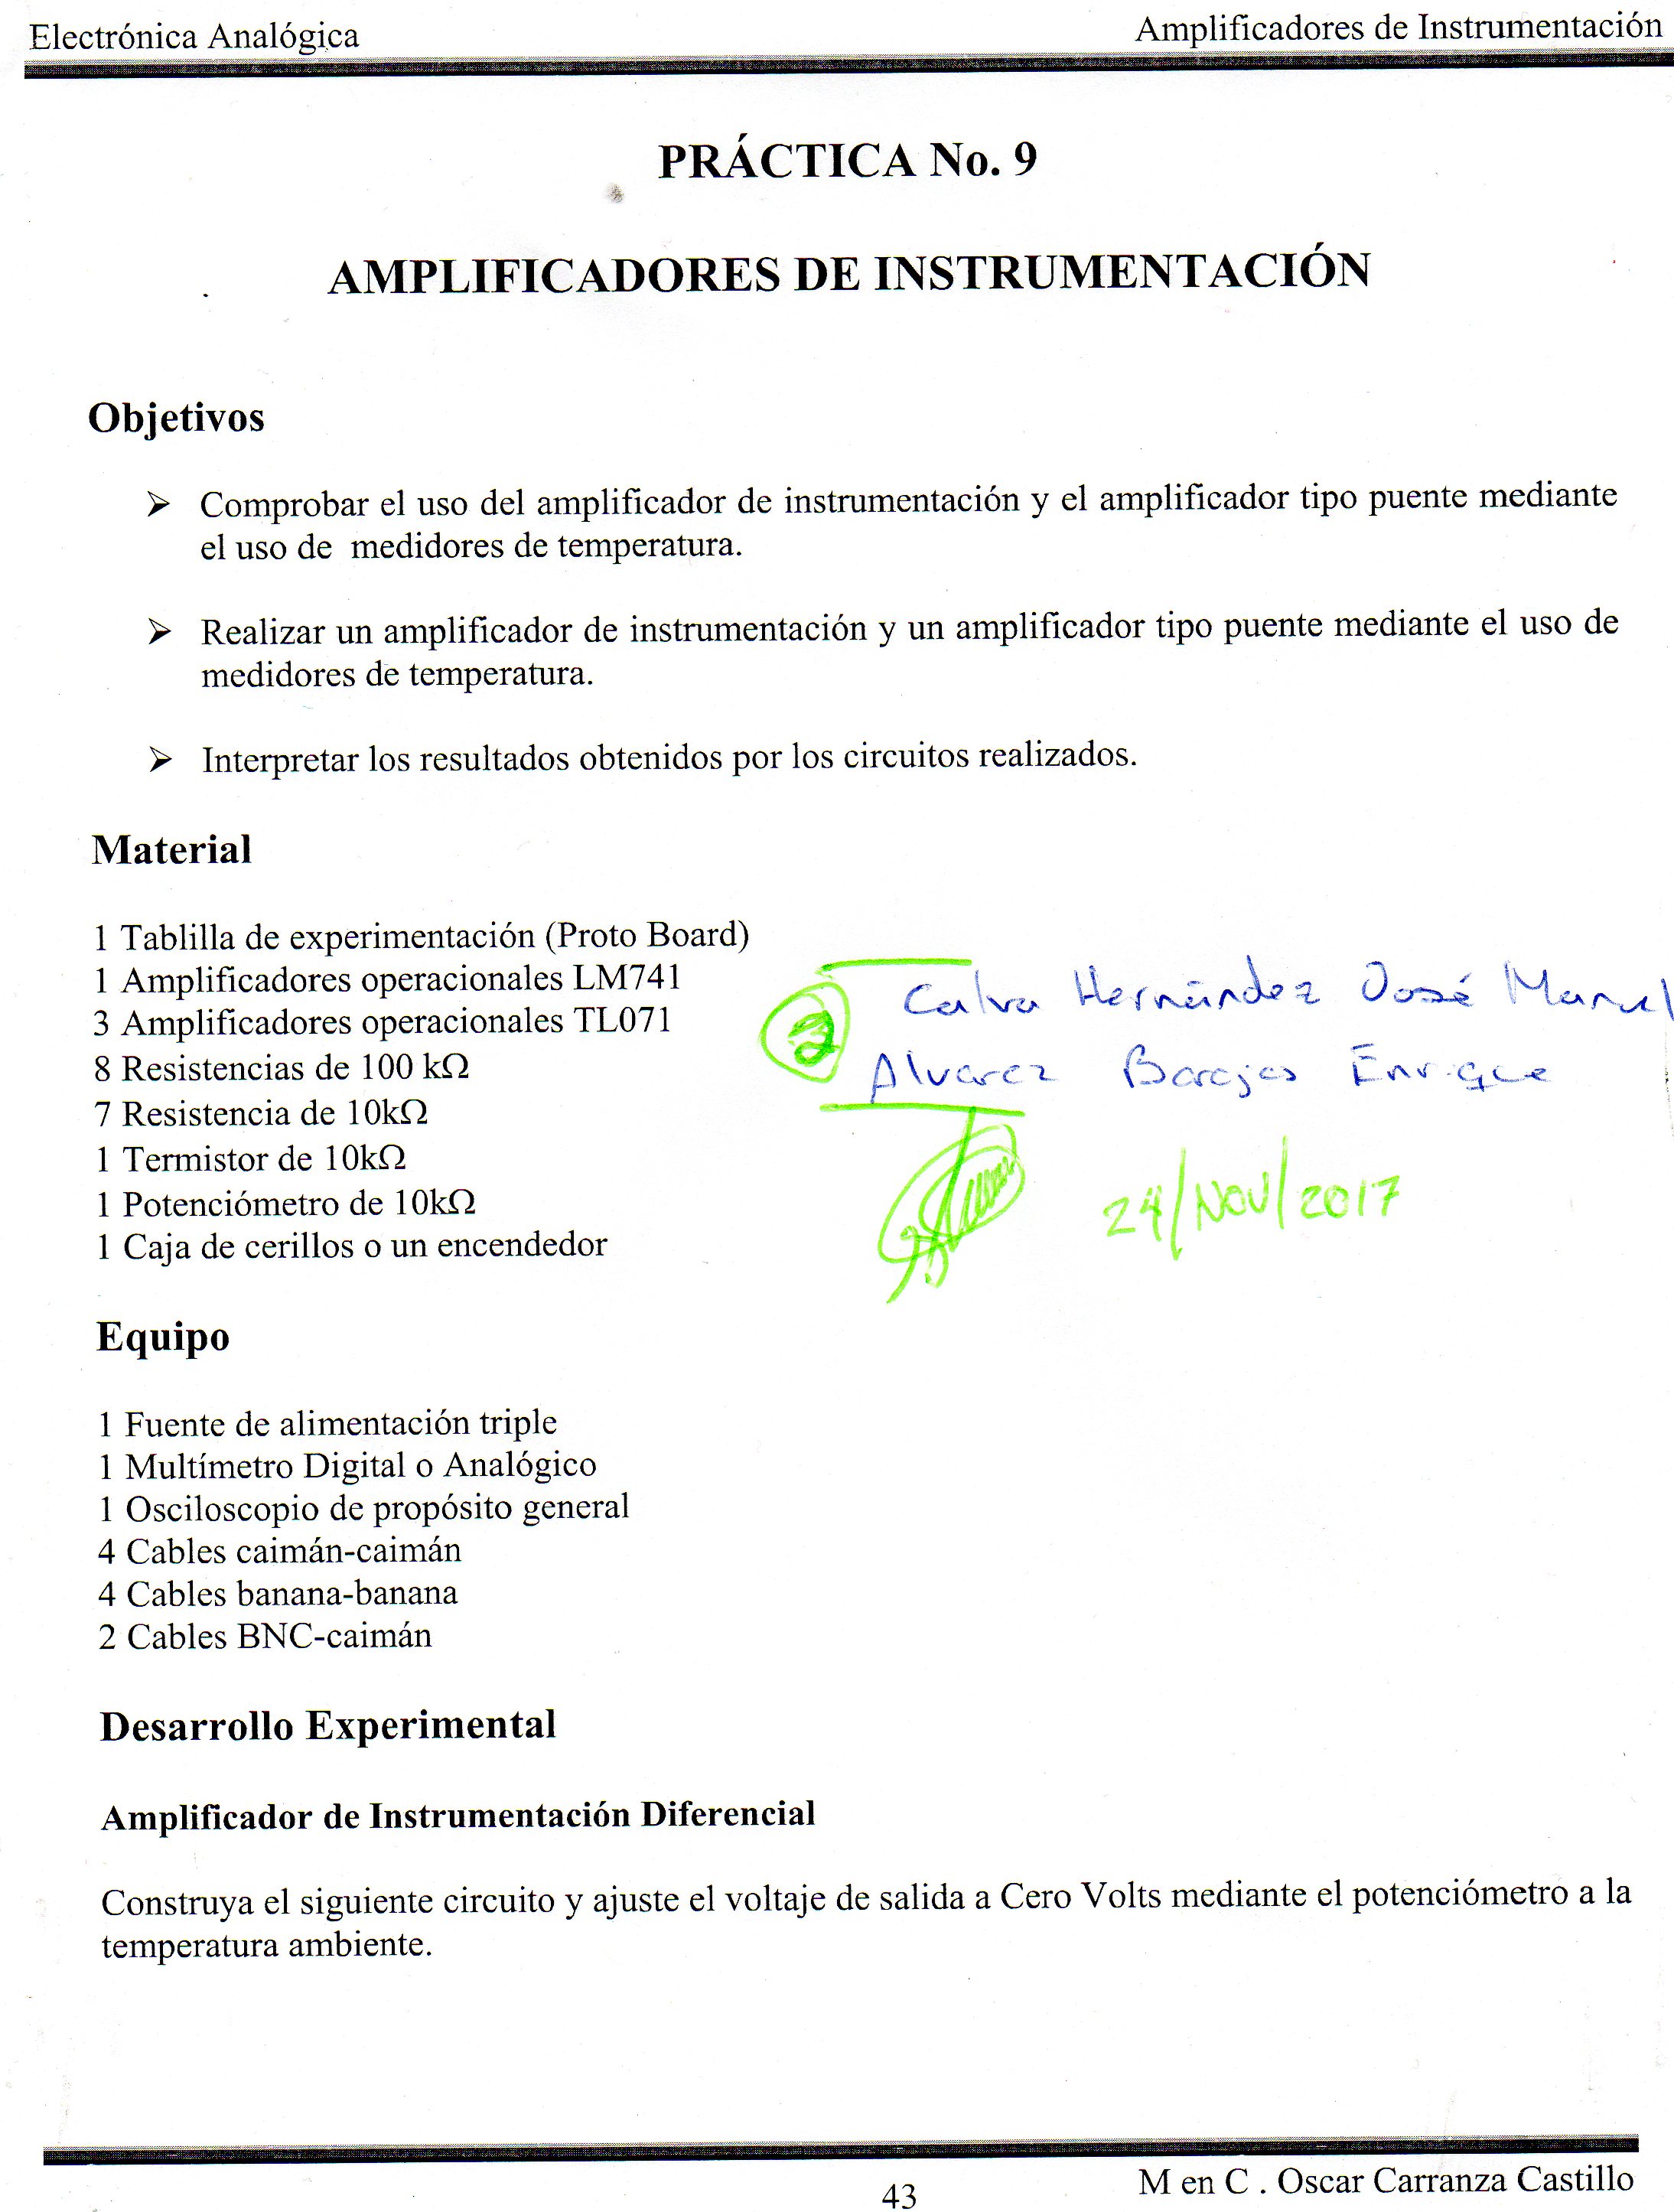 Electrónica Analógica
Amplificadores de Instrumentación
PRÁCTICA No. 9
AMPLIFICADORES DE INSTRUMENTACIÓN
Objetivos
➢ Comprobar el uso del amplificador de instrumentación y el amplificador tipo puente mediante
el uso de medidores de temperatura.
➢ Realizar un amplificador de instrumentación y un amplificador tipo puente mediante el uso de
medidores de temperatura.
➢ Interpretar los resultados obtenidos por los circuitos realizados.
Material
1 Tablilla de experimentación (Proto Board)
1 Amplificadores operacionales LM741
3 Amplificadores operacionales TL071
8 Resistencias de 100 kΩ
7 Resistencia de 10kΩ
1 Termistor de 10kΩ
1 Potenciómetro de 10kΩ
1 Caja de cerillos o un encendedor
2
Calva Hernández José Manuel
Alvarez Barajas Enrique
24/NOV/2017
Equipo
1 Fuente de alimentación triple
1 Multímetro Digital o Analógico
1 Osciloscopio de propósito general
4 Cables caimán-caimán
4 Cables banana-banana
2 Cables BNC-caimán
Desarrollo Experimental
Amplificador de Instrumentación Diferencial
Construya el siguiente circuito y ajuste el voltaje de salida a Cero Volts mediante el potenciómetro a la
temperatura ambiente.
43
M en C . Oscar Carranza Castillo